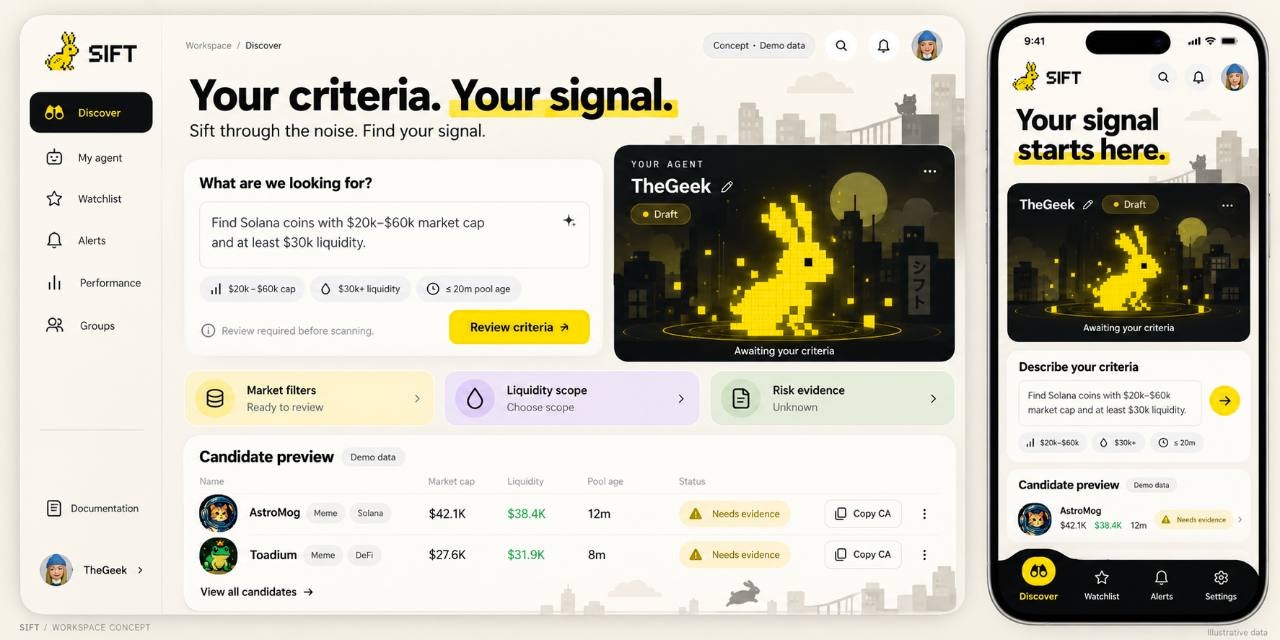 SIFT
Discover
My agent
Watchlist
Alerts
Performance
Groups
Documentation
TheGeek
Workspace / Discover
Concept • Demo data
Your criteria. Your signal.
Sift through the noise. Find your signal.
What are we looking for?
Find Solana coins with $20k–$60k market cap
and at least $30k liquidity.
$20k–$60k cap
$30k+ liquidity
≤ 20m pool age
Review required before scanning.
Review criteria
YOUR AGENT
TheGeek
Draft
シフト
Awaiting your criteria
Market filters
Ready to review
Liquidity scope
Choose scope
Risk evidence
Unknown
Candidate preview Demo data
Name Market cap Liquidity Pool age Status
AstroMog Meme Solana $42.1K $38.4K 12m Needs evidence Copy CA
Toadium Meme DeFi $27.6K $31.9K 8m Needs evidence Copy CA
View all candidates
SIFT / WORKSPACE CONCEPT
9:41
SIFT
Your signal
starts here.
TheGeek Draft
Awaiting your criteria
Describe your criteria
Find Solana coins with $20k–$60k
market cap and at least $30k liquidity.
$20k–$60k $30k+ ≤ 20m
Candidate preview Demo data
AstroMog
$42.1K $38.4K 12m Needs evidence
Discover Watchlist Alerts Settings
Illustrative data